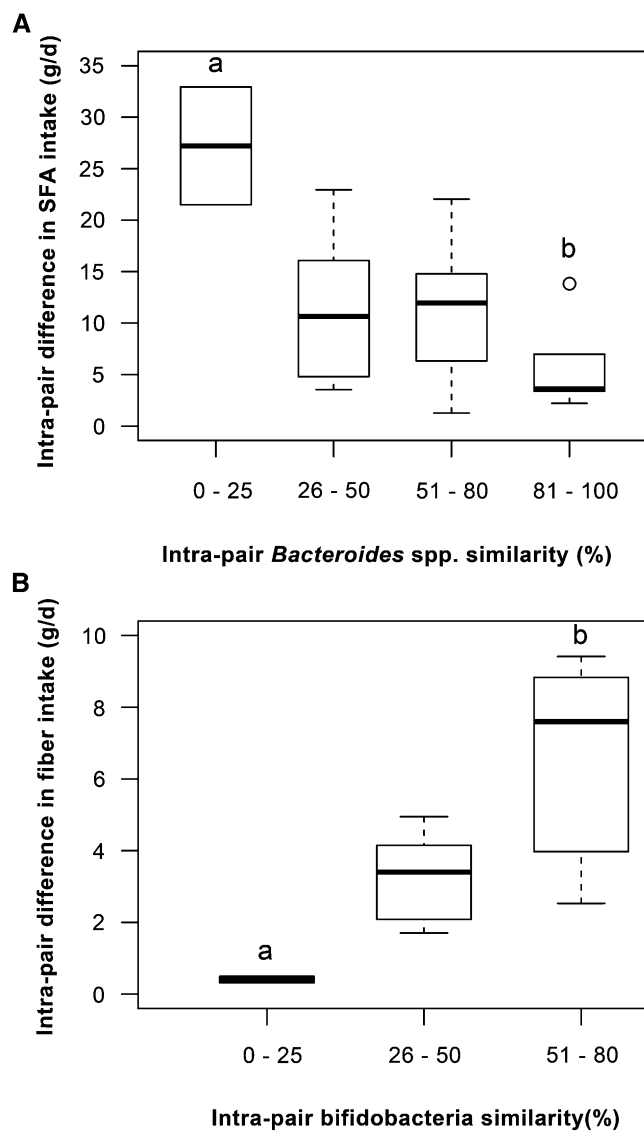 A
Intra-pair difference in SFA intake (g/d)
35
30
25
20
15
10
5
0
a
b
0 - 25
26 - 50
51 - 80
81 - 100
Intra-pair Bacteroides spp. similarity (%)
B
Intra-pair difference in fiber intake (g/d)
10
8
6
4
2
0
a
b
0 - 25
26 - 50
51 - 80
Intra-pair bifidobacteria similarity(%)